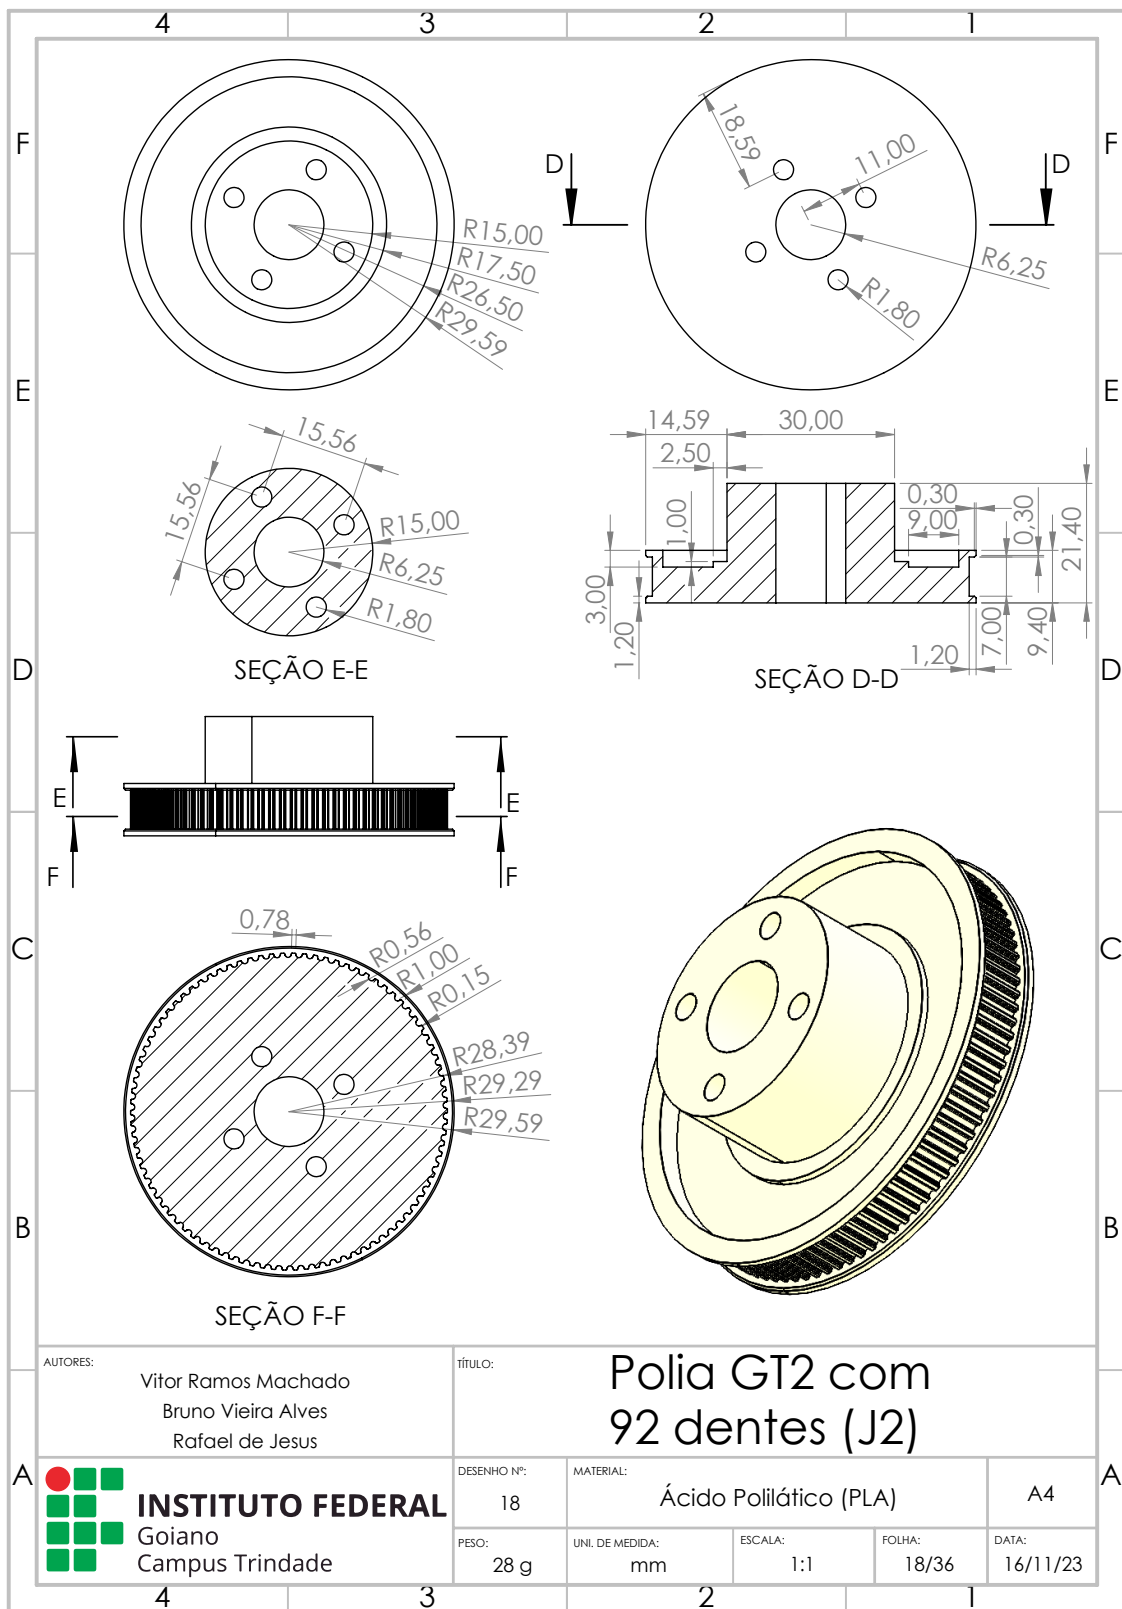 4 3 2 1
F F
E E
D D
C C
B B
A A
R15,00
R17,50
R26,50
R29,59
18,59
11,00
D D
R6,25
R1,80
15,56
15,56
R15,00
R6,25
R1,80
SEÇÃO E-E
14,59 30,00
2,50
1,00
0,30
9,00
0,30
21,40
3,00
1,20
7,00
9,40
1,20
SEÇÃO D-D
E E
F F
0,78
R0,56
R1,00
R0,15
R28,39
R29,29
R29,59
SEÇÃO F-F
AUTORES:
Vitor Ramos Machado
Bruno Vieira Alves
Rafael de Jesus
TÍTULO:
Polia GT2 com
92 dentes (J2)
INSTITUTO FEDERAL
Goiano
Campus Trindade
DESENHO Nº:
18
MATERIAL:
Ácido Polilático (PLA)
A4
PESO:
28 g
UNI. DE MEDIDA:
mm
ESCALA:
1:1
FOLHA:
18/36
DATA:
16/11/23
4 3 2 1